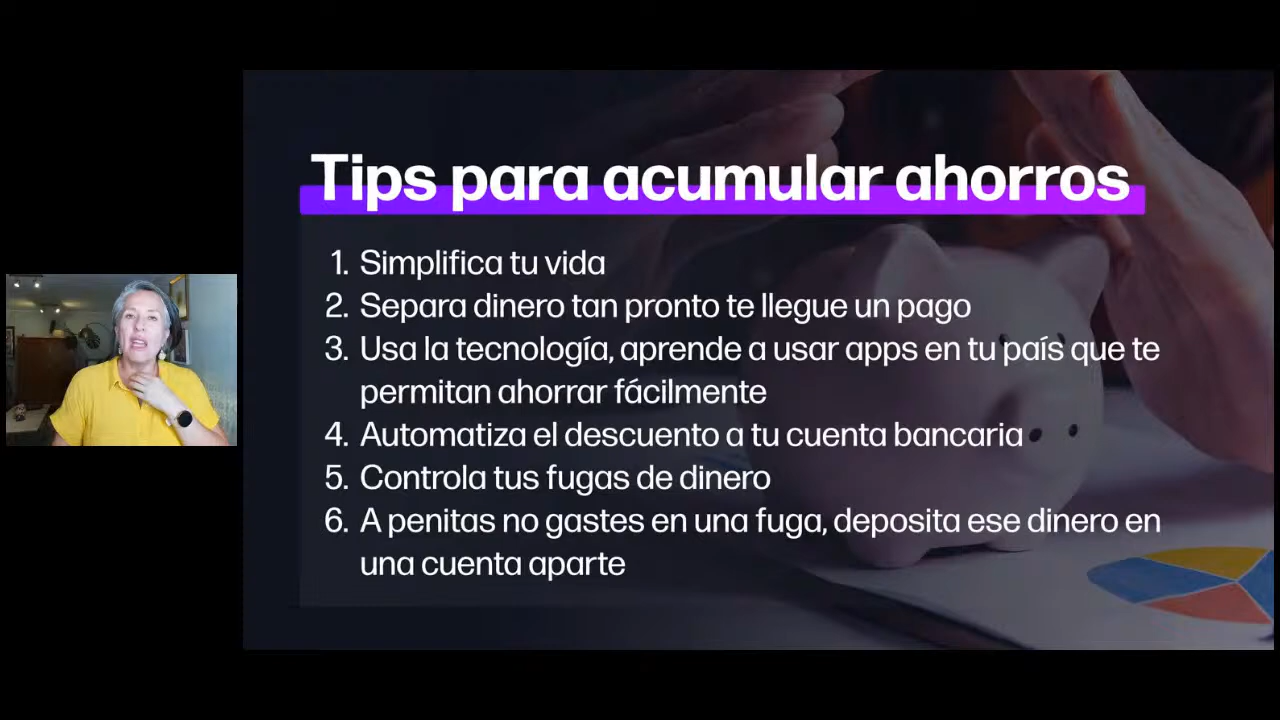 Tips para acumular ahorros
1. Simplifica tu vida
2. Separa dinero tan pronto te llegue un pago
3. Usa la tecnología, aprende a usar apps en tu país que te
permitan ahorrar fácilmente
4. Automatiza el descuento a tu cuenta bancaria
5. Controla tus fugas de dinero
6. A penitas no gastes en una fuga, deposita ese dinero en
una cuenta aparte